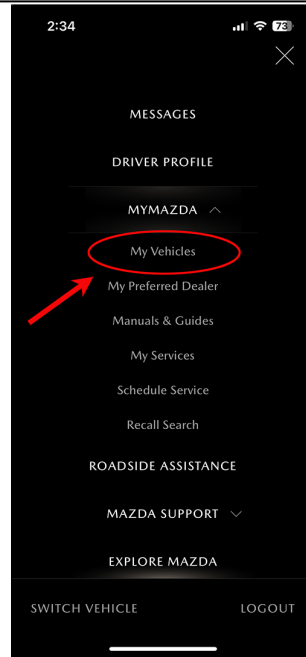 2:34
73
MESSAGES
DRIVER PROFILE
MYMAZDA
My Vehicles
My Preferred Dealer
Manuals & Guides
My Services
Schedule Service
Recall Search
ROADSIDE ASSISTANCE
MAZDA SUPPORT
EXPLORE MAZDA
SWITCH VEHICLE LOGOUT